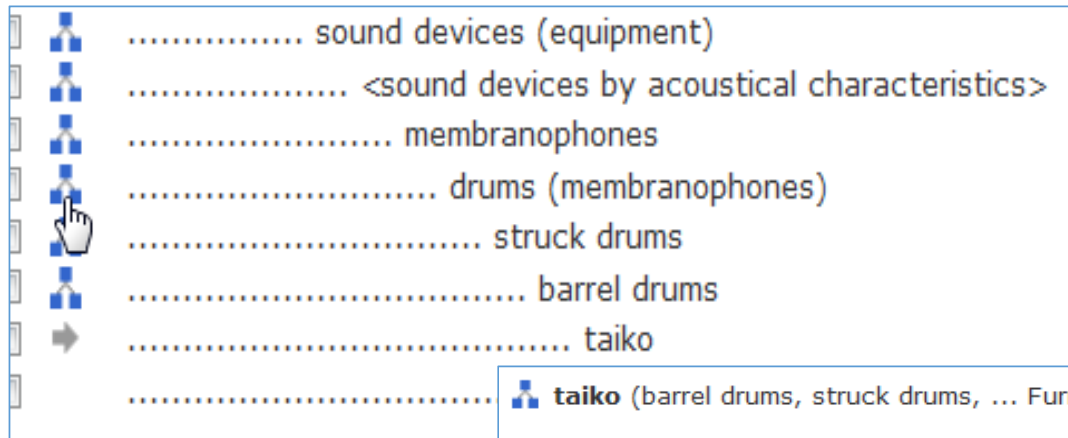 ................ sound devices (equipment)
.................... <sound devices by acoustical characteristics>
........................ membranophones
............................ drums (membranophones)
................................ struck drums
.................................... barrel drums
........................................ taiko
.................................. taiko (barrel drums, struck drums, ... Fur